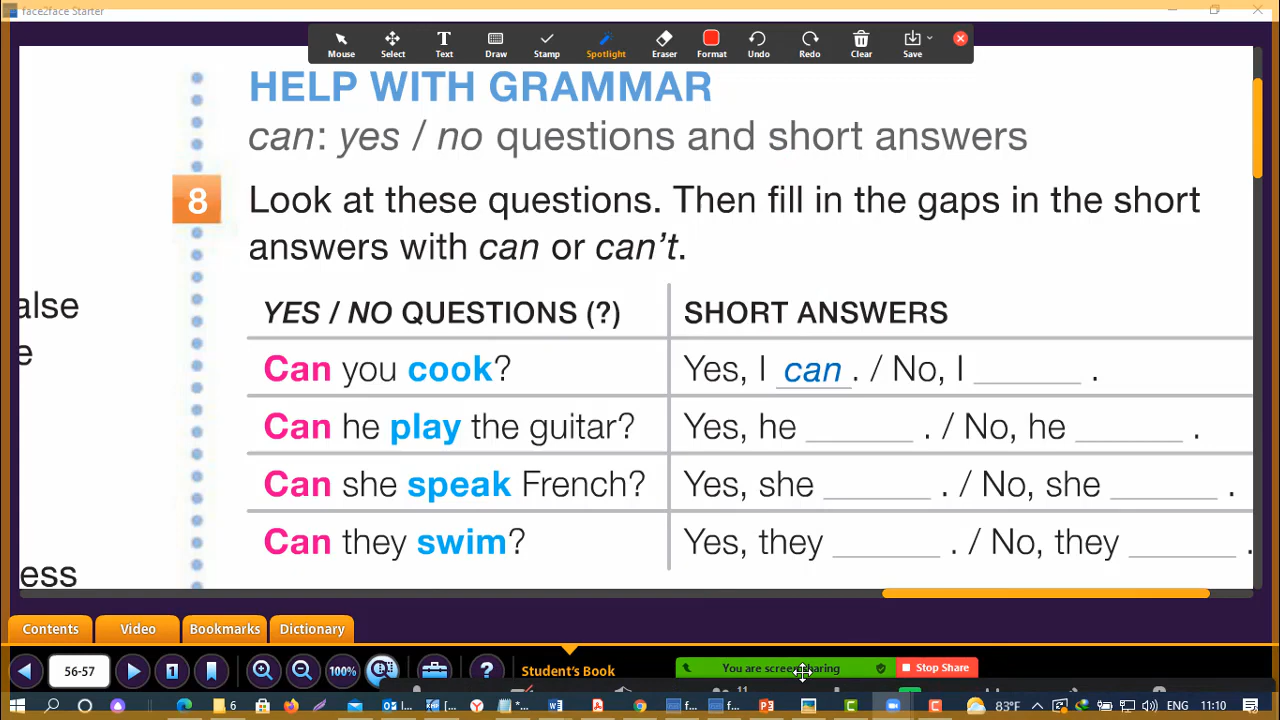 face2face Starter
Mouse Select Text Draw Stamp Spotlight Eraser Format Undo Redo Clear Save
HELP WITH GRAMMAR
can: yes / no questions and short answers
8 Look at these questions. Then fill in the gaps in the short
answers with can or can't.
alse
e
ess
YES / NO QUESTIONS (?) SHORT ANSWERS
Can you cook? Yes, I can. / No, I ______ .
Can he play the guitar? Yes, he ______ . / No, he ______ .
Can she speak French? Yes, she ______ . / No, she ______ .
Can they swim? Yes, they ______ . / No, they ______ .
Contents Video Bookmarks Dictionary
56-57 1 100% ? Student's Book
You are screen sharing Stop Share
11
6 83°F ENG 11:10